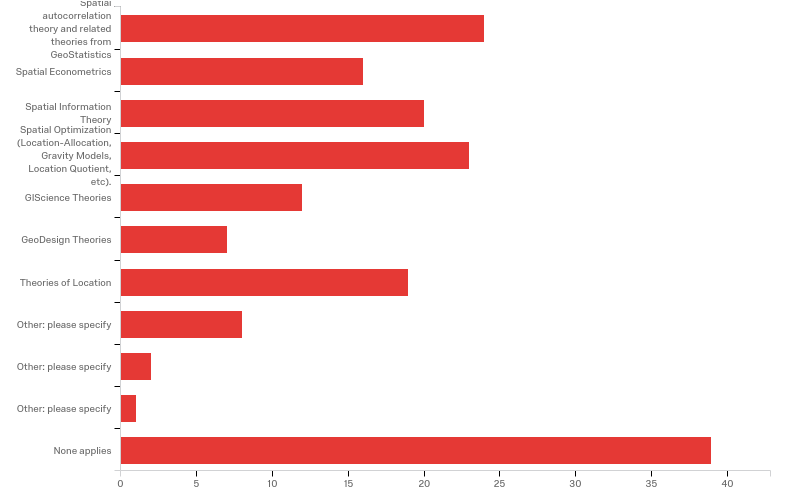 Spatial
autocorrelation
theory and related
theories from
GeoStatistics
Spatial Econometrics
Spatial Information
Theory
Spatial Optimization
(Location-Allocation,
Gravity Models,
Location Quotient,
etc).
GIScience Theories
GeoDesign Theories
Theories of Location
Other: please specify
Other: please specify
Other: please specify
None applies
0 5 10 15 20 25 30 35 40